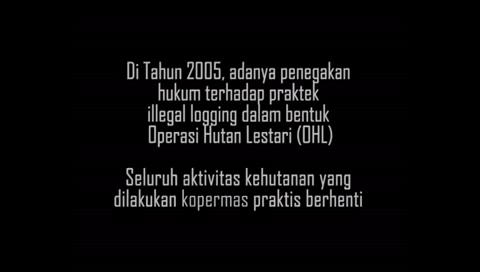 Di Tahun 2005, adanya penegakan
hukum terhadap praktek
illegal logging dalam bentuk
Operasi Hutan Lestari (OHL)
Seluruh aktivitas kehutanan yang
dilakukan kopermas praktis berhenti